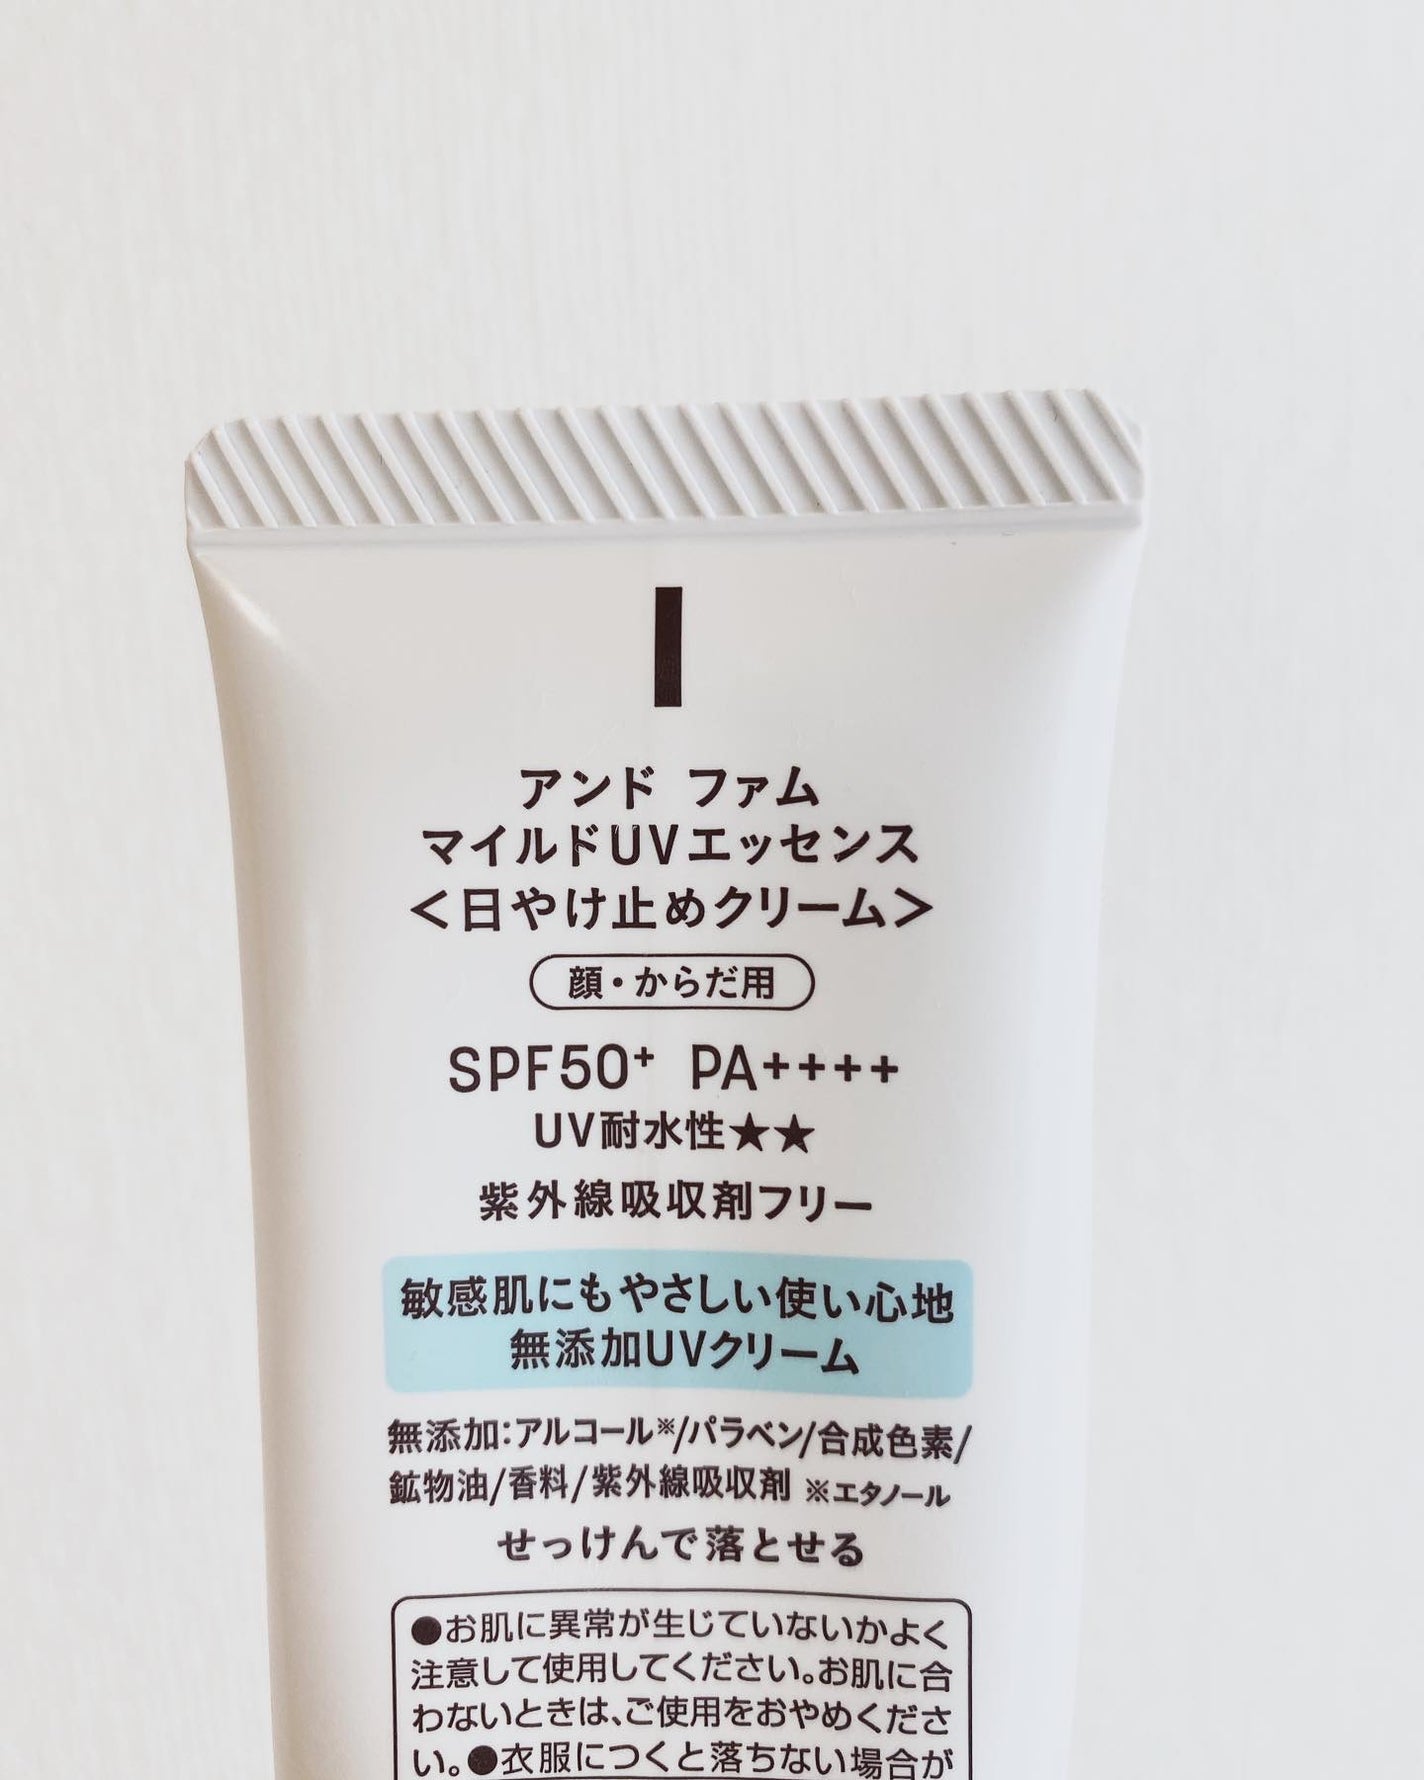 アンド ファム
マイルドUVエッセンス
<日やけ止めクリーム>
顔・からだ用
SPF50+ PA++++
UV耐水性★★
紫外線吸収剤フリー
敏感肌にもやさしい使い心地
無添加UVクリーム
無添加:アルコール※/パラベン/合成色素/
鉱物油/香料/紫外線吸収剤 ※エタノール
せっけんで落とせる
●お肌に異常が生じていないかよく
注意して使用してください。お肌に合
わないときは、ご使用をおやめくださ
い。●衣服につくと落ちない場合が